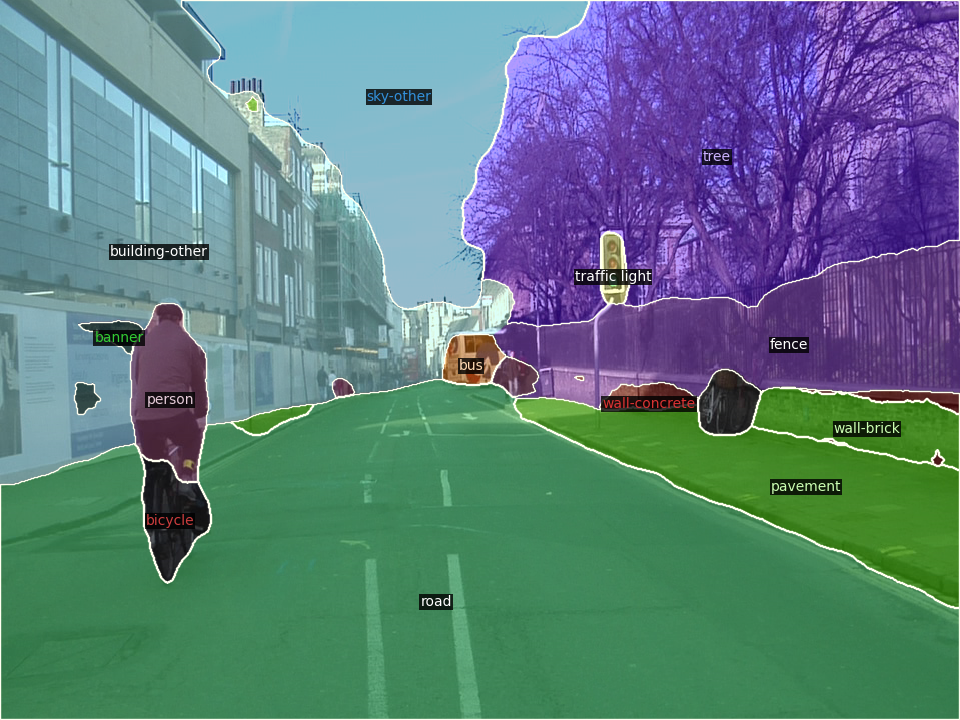 sky-other
tree
building-other
traffic light
banner
fence
bus
person
wall-concrete
wall-brick
pavement
bicycle
road